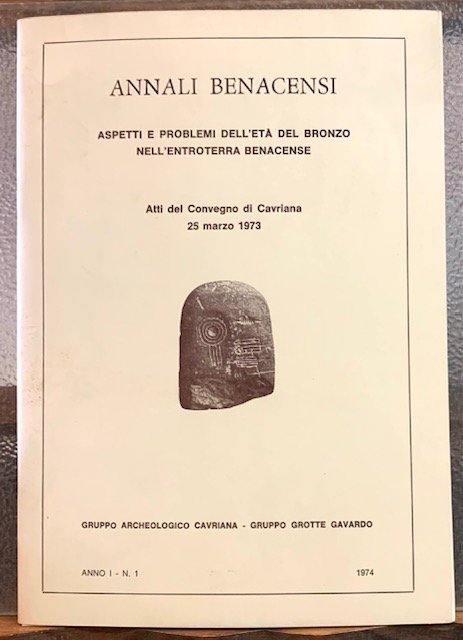 ANNALI BENACENSI
ASPETTI E PROBLEMI DELL'ETÀ DEL BRONZO
NELL'ENTROTERRA BENACENSE
Atti del Convegno di Cavriana
25 marzo 1973
GRUPPO ARCHEOLOGICO CAVRIANA - GRUPPO GROTTE GAVARDO
ANNO I - N. 1 1974